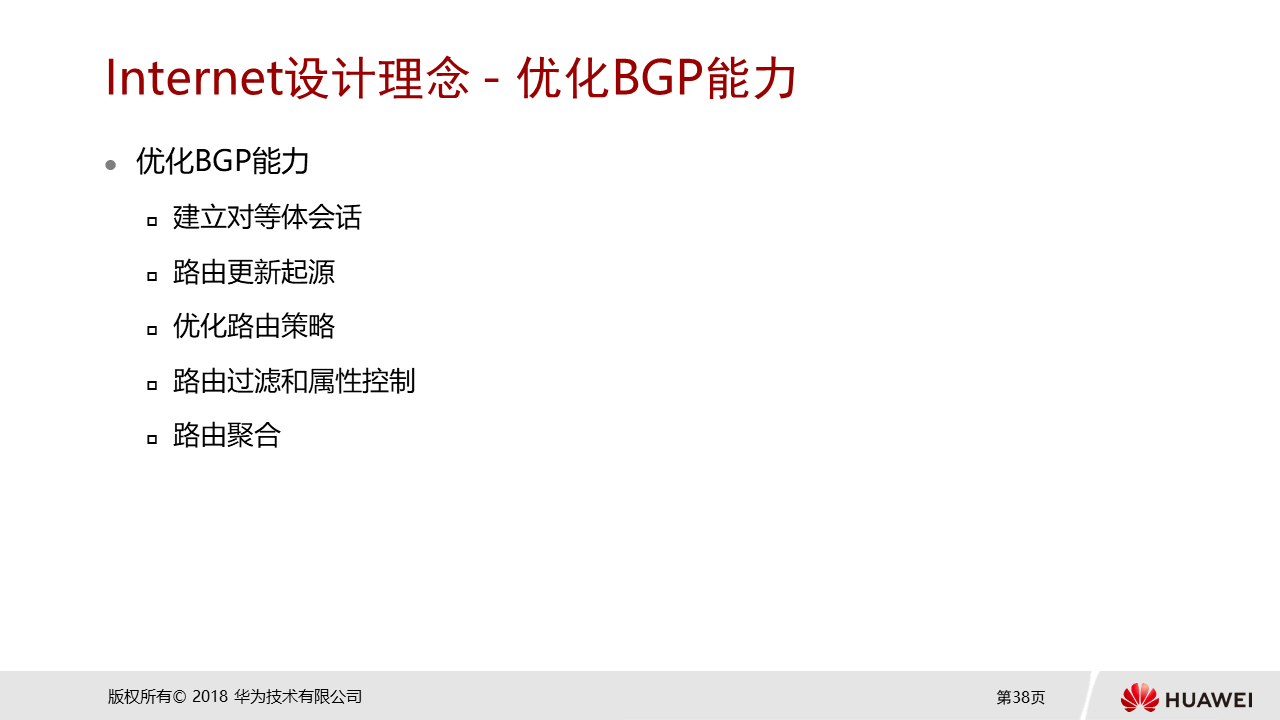 Internet设计理念 - 优化BGP能力
优化BGP能力
建立对等体会话
路由更新起源
优化路由策略
路由过滤和属性控制
路由聚合
版权所有© 2018 华为技术有限公司
第38页
HUAWEI